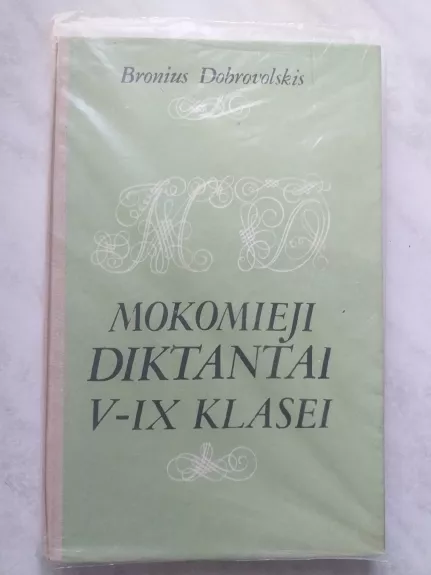 Bronius Dobrovolskis
M D
MOKOMIEJI
DIKTANTAI
V-IX KLASEI